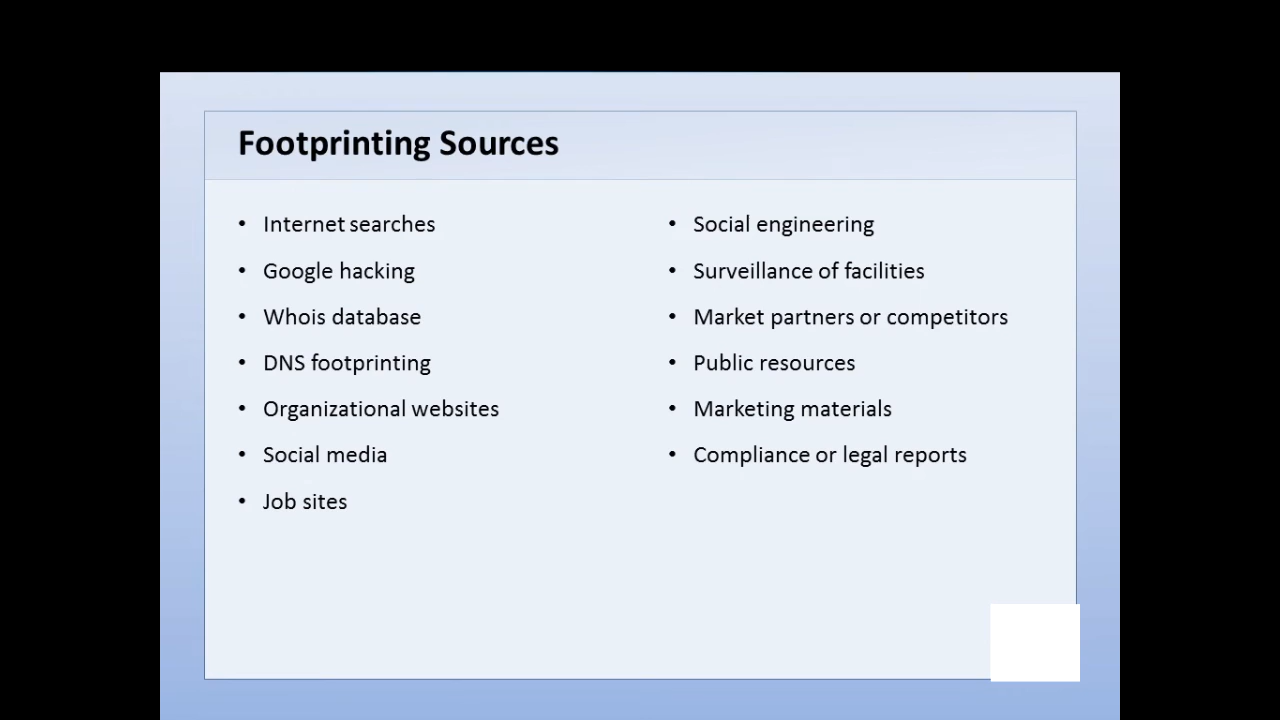 Footprinting Sources
• Internet searches
• Google hacking
• Whois database
• DNS footprinting
• Organizational websites
• Social media
• Job sites
• Social engineering
• Surveillance of facilities
• Market partners or competitors
• Public resources
• Marketing materials
• Compliance or legal reports